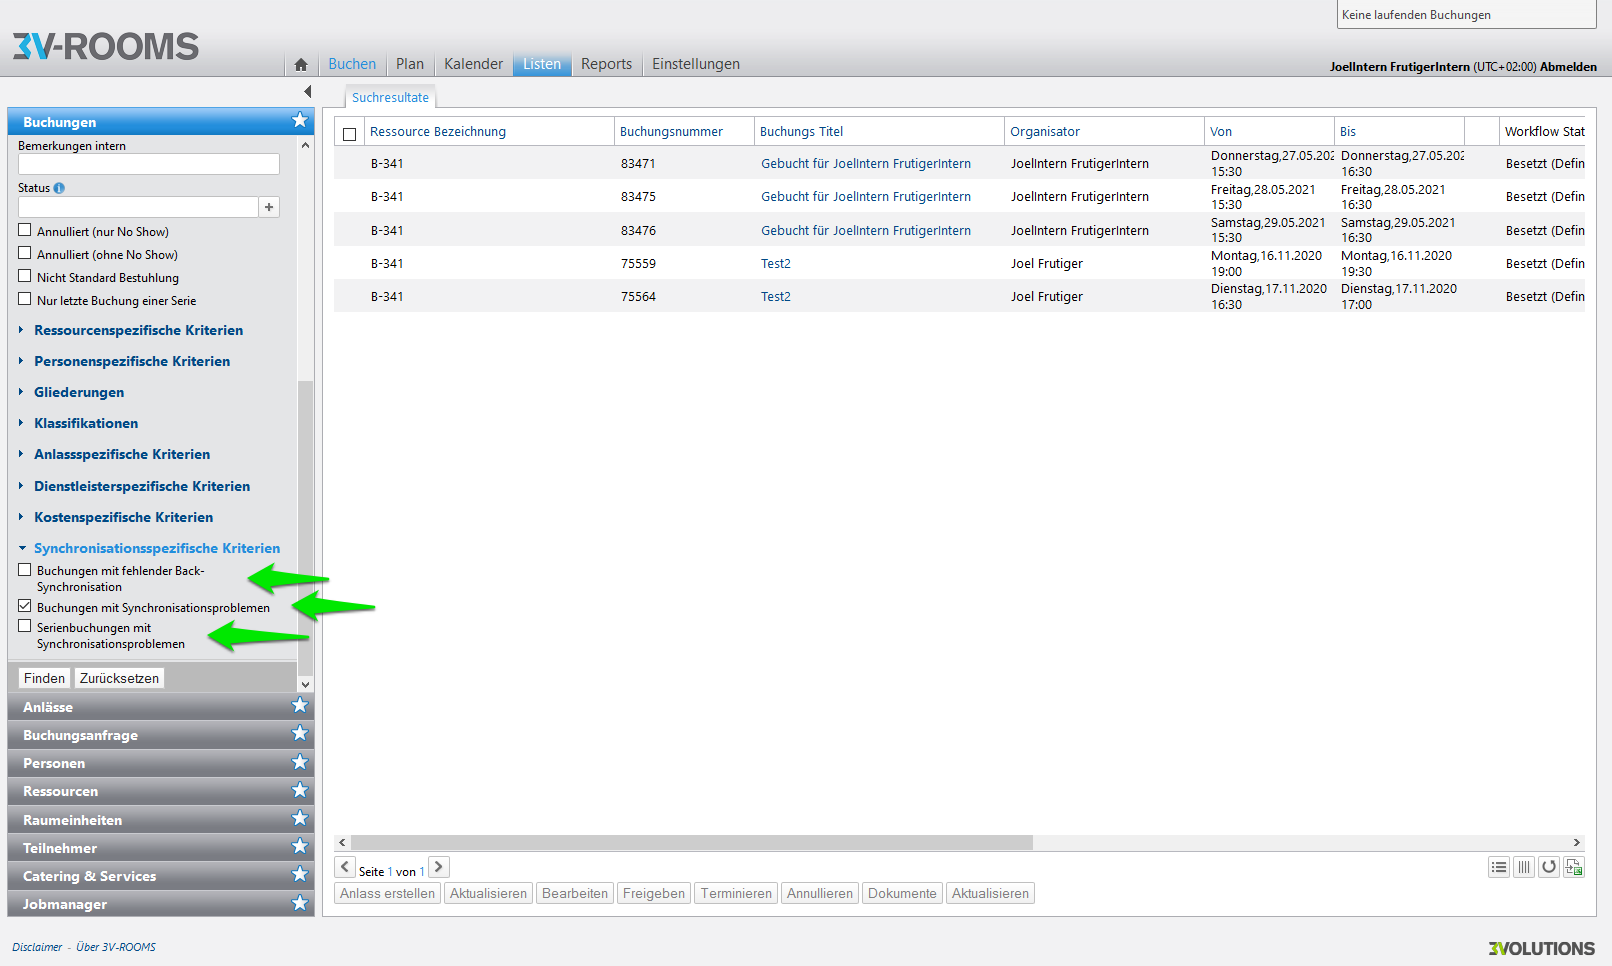 Keine laufenden Buchungen
3V-ROOMS
Buchen Plan Kalender Listen Reports Einstellungen
JoelIntern FrutigerIntern (UTC+02:00) Abmelden
Suchresultate
Buchungen
Bemerkungen intern
Status
Annulliert (nur No Show)
Annulliert (ohne No Show)
Nicht Standard Bestuhlung
Nur letzte Buchung einer Serie
Ressourcenspezifische Kriterien
Personenspezifische Kriterien
Gliederungen
Klassifikationen
Anlassspezifische Kriterien
Dienstleisterspezifische Kriterien
Kostenspezifische Kriterien
Synchronisationsspezifische Kriterien
Buchungen mit fehlender Back-
Synchronisation
Buchungen mit Synchronisationsproblemen
Serienbuchungen mit
Synchronisationsproblemen
Finden Zurücksetzen
Anlässe
Buchungsanfrage
Personen
Ressourcen
Raumeinheiten
Teilnehmer
Catering & Services
Jobmanager
Ressource Bezeichnung Buchungsnummer Buchungs Titel Organisator Von Bis Workflow Stat
B-341 83471 Gebucht für JoelIntern FrutigerIntern JoelIntern FrutigerIntern Donnerstag,27.05.202 Donnerstag,27.05.202 Besetzt (Defin
15:30 16:30
B-341 83475 Gebucht für JoelIntern FrutigerIntern JoelIntern FrutigerIntern Freitag,28.05.2021 Freitag,28.05.2021 Besetzt (Defin
15:30 16:30
B-341 83476 Gebucht für JoelIntern FrutigerIntern JoelIntern FrutigerIntern Samstag,29.05.2021 Samstag,29.05.2021 Besetzt (Defin
15:30 16:30
B-341 75559 Test2 Joel Frutiger Montag,16.11.2020 Montag,16.11.2020 Besetzt (Defin
19:00 19:30
B-341 75564 Test2 Joel Frutiger Dienstag,17.11.2020 Dienstag,17.11.2020 Besetzt (Defin
16:30 17:00
Seite 1 von 1
Anlass erstellen Aktualisieren Bearbeiten Freigeben Terminieren Annullieren Dokumente Aktualisieren
Disclaimer - Über 3V-ROOMS
3VOLUTIONS